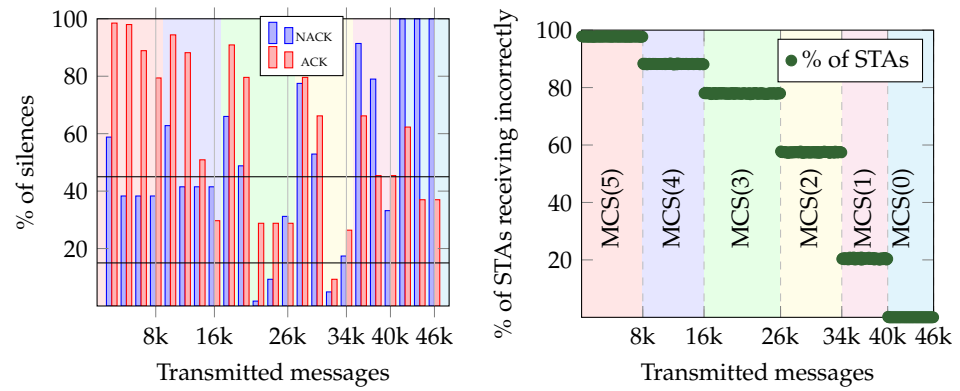 % of silences
100
80
60
40
20
NACK
ACK
8k 16k 26k 34k 40k 46k
Transmitted messages
% of STAs receiving incorrectly
100
80
60
40
20
% of STAs
MCS(5)
MCS(4)
MCS(3)
MCS(2)
MCS(1)
MCS(0)
8k 16k 26k 34k 40k 46k
Transmitted messages